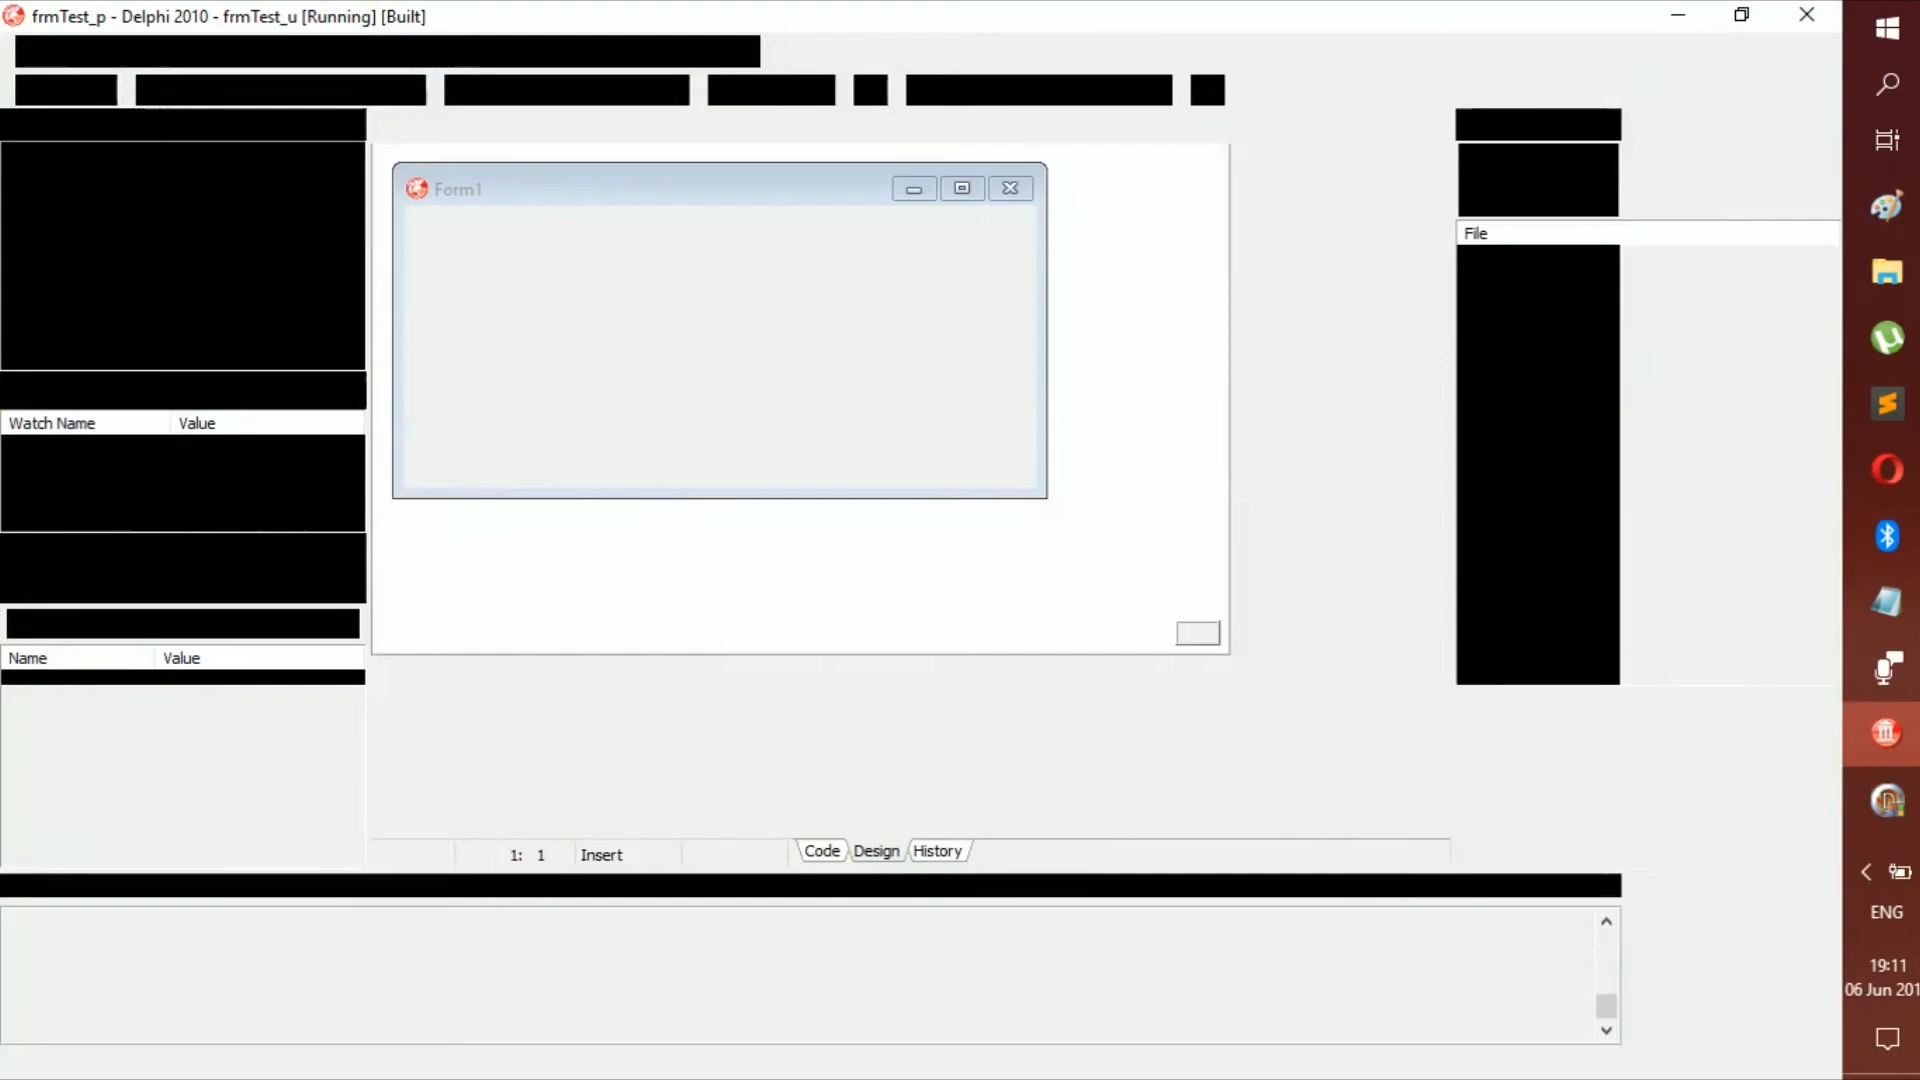 frmTest_p - Delphi 2010 - frmTest_u [Running] [Built]
Form1
File
Watch Name Value
Name Value
1: 1 Insert
Code Design History
ENG
19:11
06 Jun 201